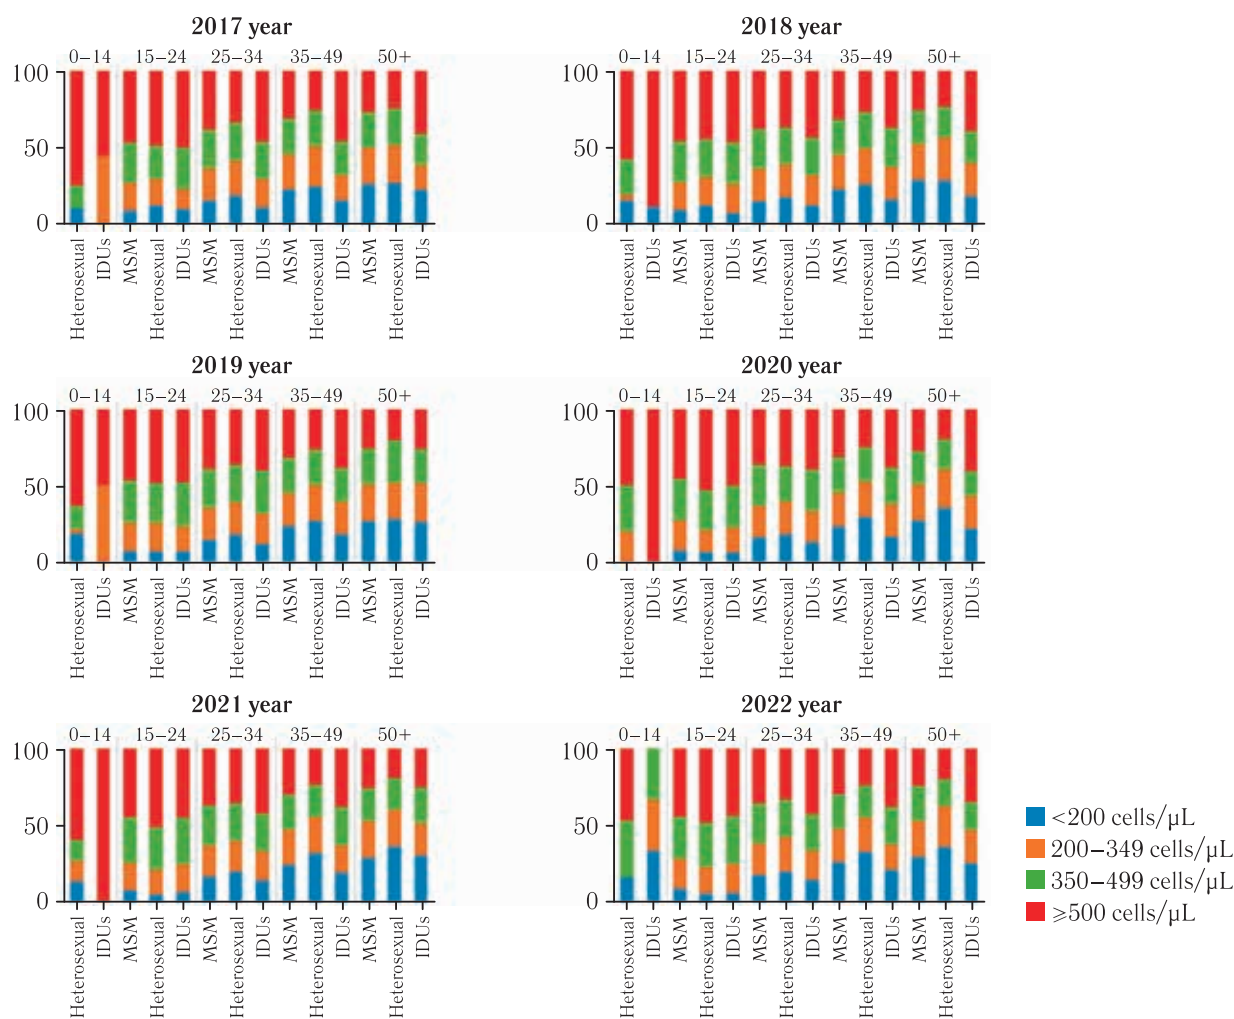 2017 year
0–14 15–24 25–34 35–49 50+
100
50
0
Heterosexual IDUs MSM Heterosexual IDUs MSM Heterosexual IDUs MSM Heterosexual IDUs MSM Heterosexual IDUs
2018 year
0–14 15–24 25–34 35–49 50+
100
50
0
Heterosexual IDUs MSM Heterosexual IDUs MSM Heterosexual IDUs MSM Heterosexual IDUs MSM Heterosexual IDUs
2019 year
0–14 15–24 25–34 35–49 50+
100
50
0
Heterosexual IDUs MSM Heterosexual IDUs MSM Heterosexual IDUs MSM Heterosexual IDUs MSM Heterosexual IDUs
2020 year
0–14 15–24 25–34 35–49 50+
100
50
0
Heterosexual IDUs MSM Heterosexual IDUs MSM Heterosexual IDUs MSM Heterosexual IDUs MSM Heterosexual IDUs
2021 year
0–14 15–24 25–34 35–49 50+
100
50
0
Heterosexual IDUs MSM Heterosexual IDUs MSM Heterosexual IDUs MSM Heterosexual IDUs MSM Heterosexual IDUs
2022 year
0–14 15–24 25–34 35–49 50+
100
50
0
Heterosexual IDUs MSM Heterosexual IDUs MSM Heterosexual IDUs MSM Heterosexual IDUs MSM Heterosexual IDUs
<200 cells/µL
200–349 cells/µL
350–499 cells/µL
⩾500 cells/µL